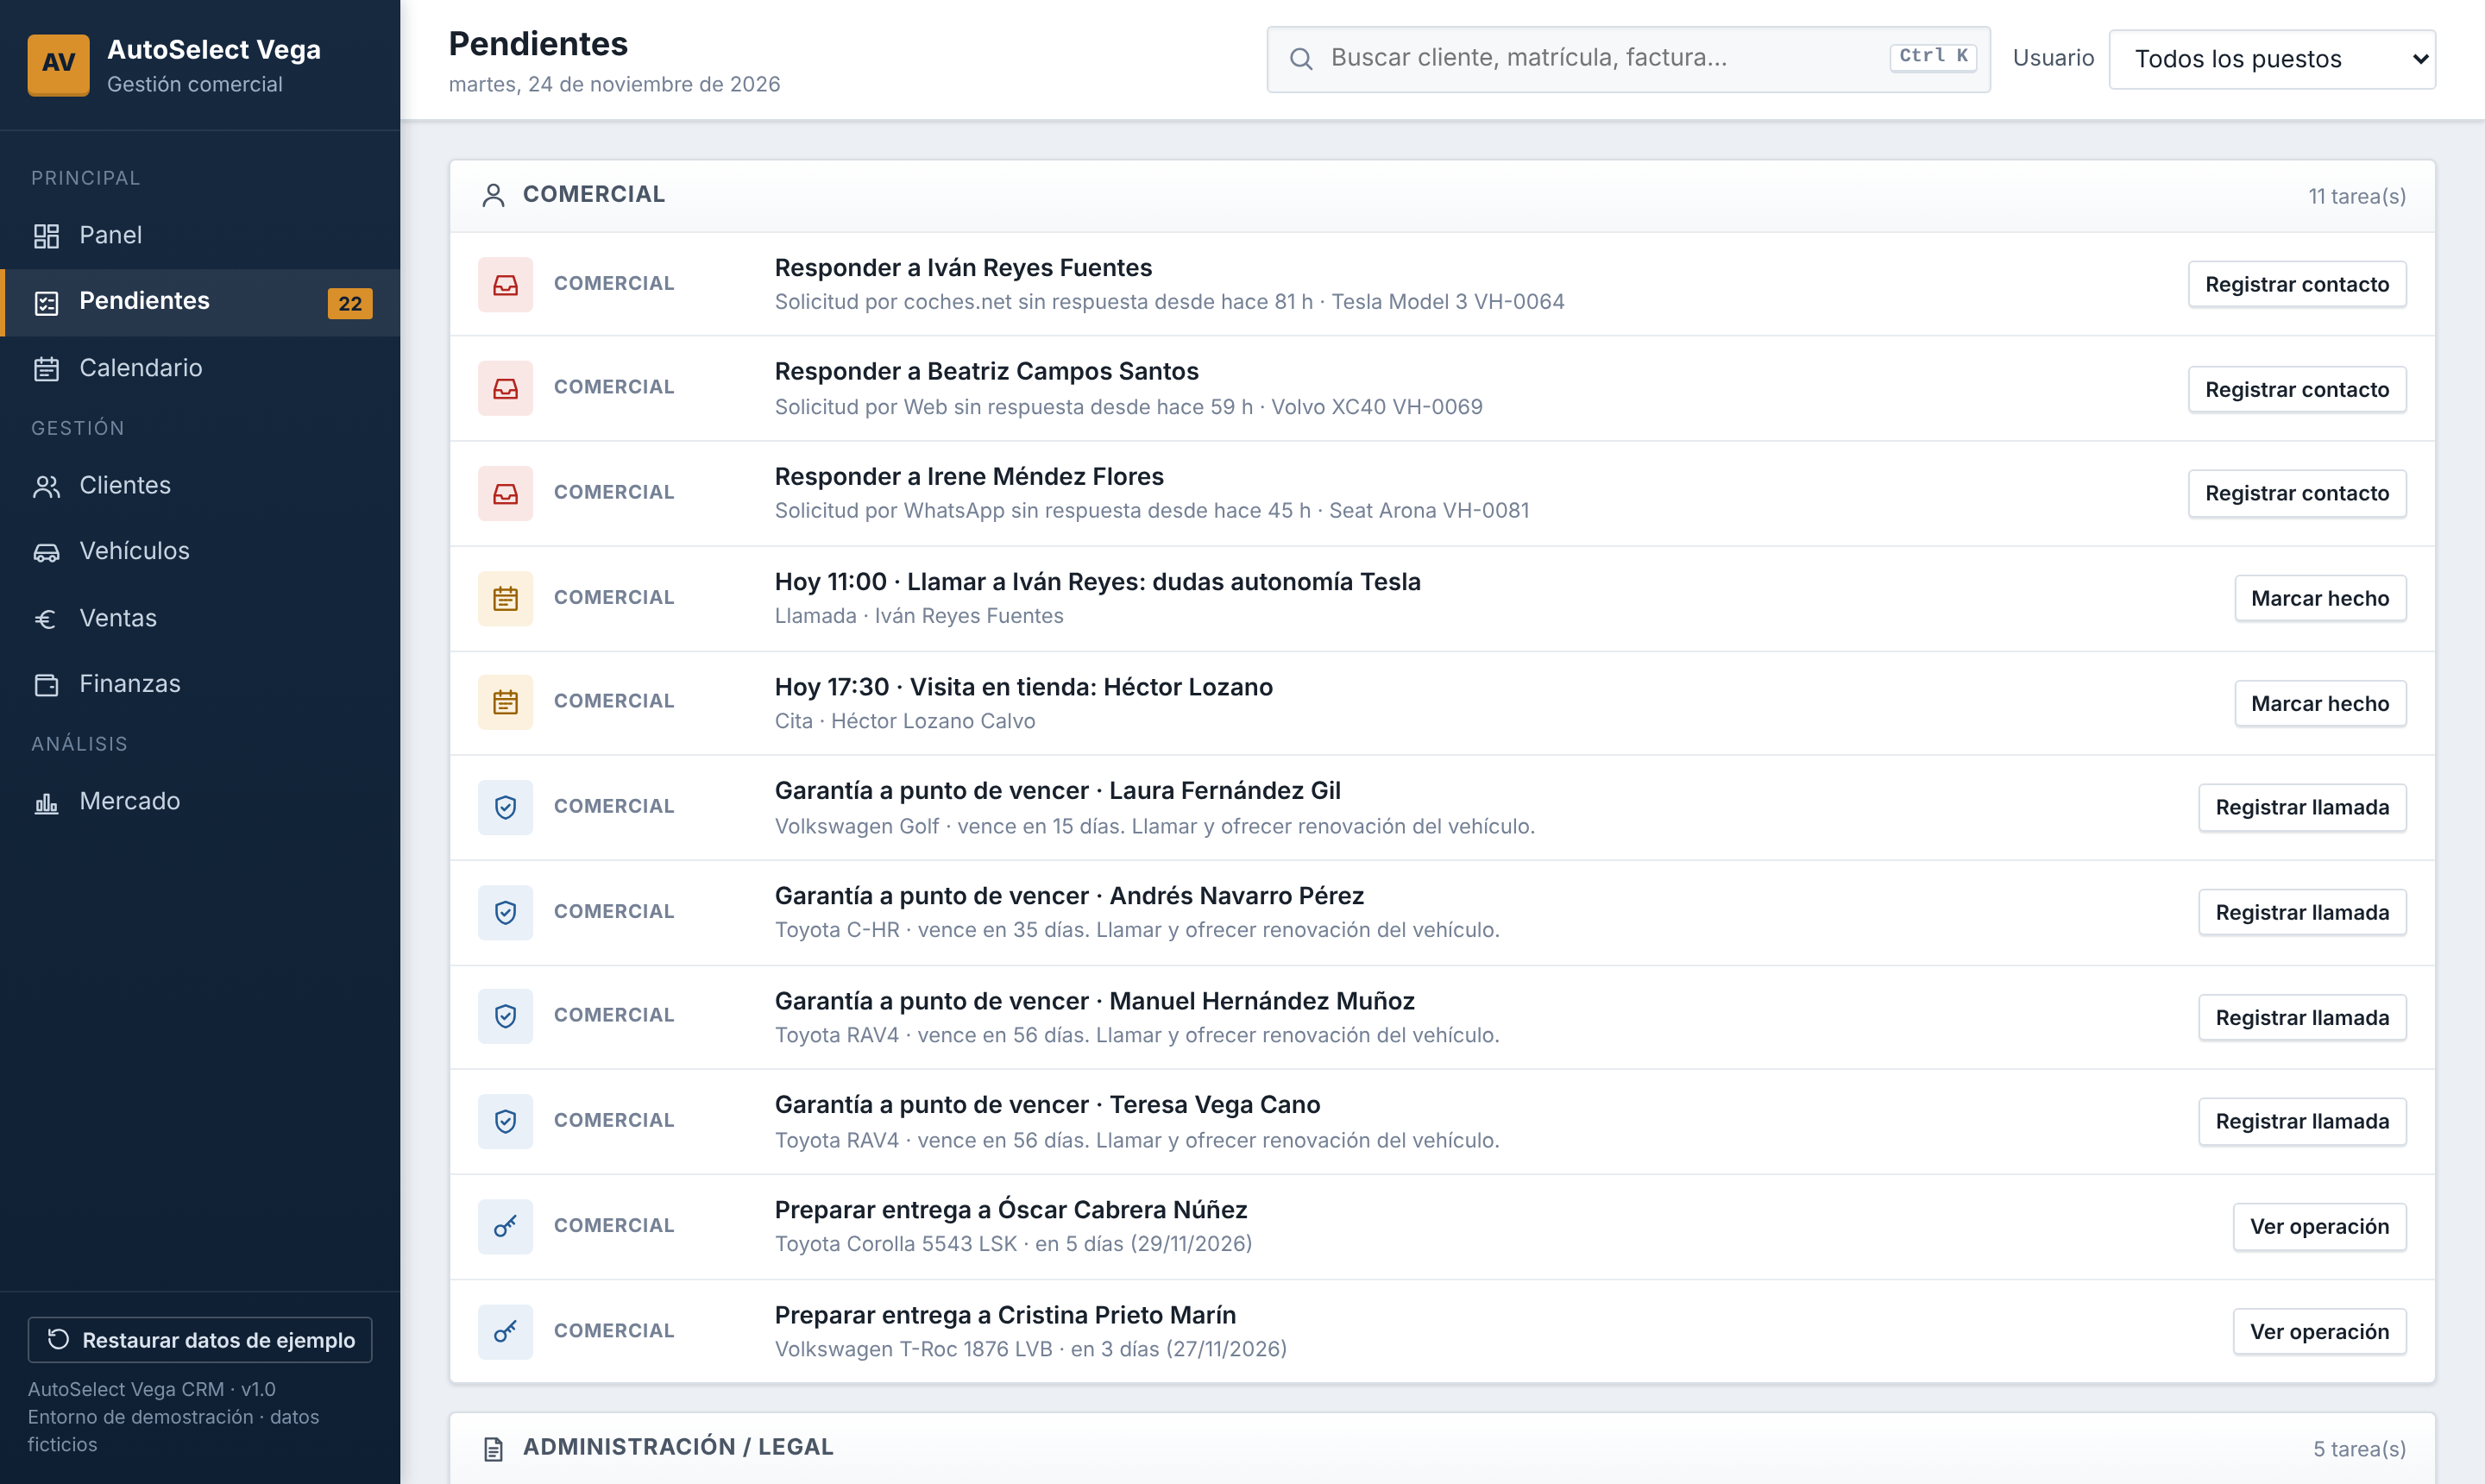 AV
AutoSelect Vega
Gestión comercial
PRINCIPAL
Panel
Pendientes
22
Calendario
GESTIÓN
Clientes
Vehículos
Ventas
Finanzas
ANÁLISIS
Mercado
Restaurar datos de ejemplo
AutoSelect Vega CRM · v1.0
Entorno de demostración · datos
ficticios
Pendientes
martes, 24 de noviembre de 2026
Buscar cliente, matrícula, factura...
Ctrl K
Usuario
Todos los puestos
COMERCIAL
11 tarea(s)
COMERCIAL
Responder a Iván Reyes Fuentes
Solicitud por coches.net sin respuesta desde hace 81 h · Tesla Model 3 VH-0064
Registrar contacto
COMERCIAL
Responder a Beatriz Campos Santos
Solicitud por Web sin respuesta desde hace 59 h · Volvo XC40 VH-0069
Registrar contacto
COMERCIAL
Responder a Irene Méndez Flores
Solicitud por WhatsApp sin respuesta desde hace 45 h · Seat Arona VH-0081
Registrar contacto
COMERCIAL
Hoy 11:00 · Llamar a Iván Reyes: dudas autonomía Tesla
Llamada · Iván Reyes Fuentes
Marcar hecho
COMERCIAL
Hoy 17:30 · Visita en tienda: Héctor Lozano
Cita · Héctor Lozano Calvo
Marcar hecho
COMERCIAL
Garantía a punto de vencer · Laura Fernández Gil
Volkswagen Golf · vence en 15 días. Llamar y ofrecer renovación del vehículo.
Registrar llamada
COMERCIAL
Garantía a punto de vencer · Andrés Navarro Pérez
Toyota C-HR · vence en 35 días. Llamar y ofrecer renovación del vehículo.
Registrar llamada
COMERCIAL
Garantía a punto de vencer · Manuel Hernández Muñoz
Toyota RAV4 · vence en 56 días. Llamar y ofrecer renovación del vehículo.
Registrar llamada
COMERCIAL
Garantía a punto de vencer · Teresa Vega Cano
Toyota RAV4 · vence en 56 días. Llamar y ofrecer renovación del vehículo.
Registrar llamada
COMERCIAL
Preparar entrega a Óscar Cabrera Núñez
Toyota Corolla 5543 LSK · en 5 días (29/11/2026)
Ver operación
COMERCIAL
Preparar entrega a Cristina Prieto Marín
Volkswagen T-Roc 1876 LVB · en 3 días (27/11/2026)
Ver operación
ADMINISTRACIÓN / LEGAL
5 tarea(s)